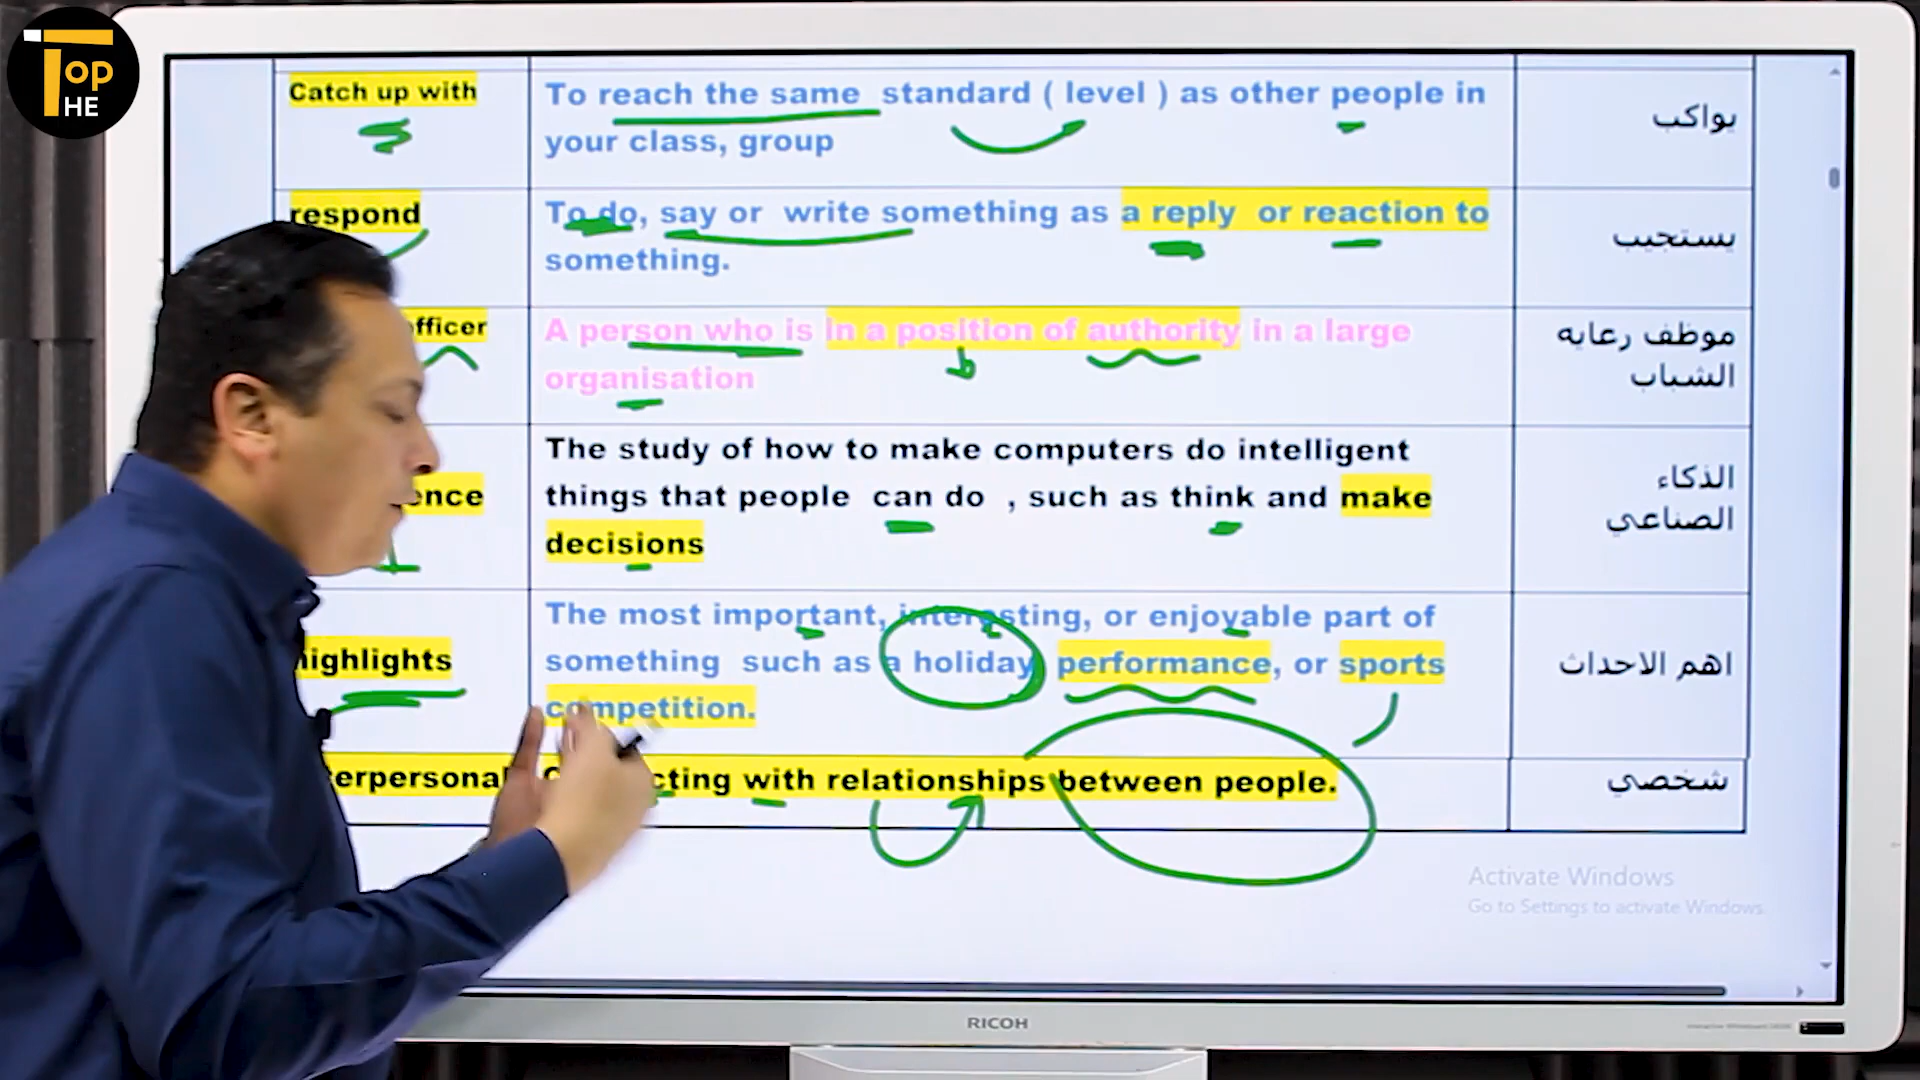 TOP
THE
Catch up with
To reach the same standard ( level ) as other people in
your class, group
يواكب
respond
To do, say or write something as a reply or reaction to
something.
يستجيب
A person who is in a position of authority in a large
organisation
موظف رعايه
الشباب
The study of how to make computers do intelligent
things that people can do , such as think and make
decisions
الذكاء
الصناعي
highlights
The most important, interesting, or enjoyable part of
something such as a holiday performance, or sports
competition.
اهم الاحداث
with relationships between people.
شخصي
Activate Windows
Go to Settings to activate Windows.
RICOH